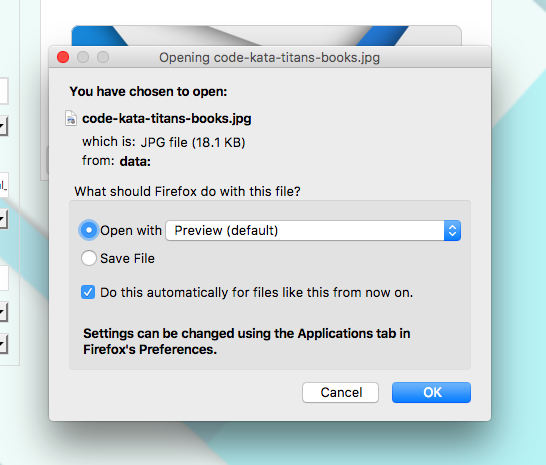 Opening code-kata-titans-books.jpg
You have chosen to open:
code-kata-titans-books.jpg
which is: JPG file (18.1 KB)
from: data:
What should Firefox do with this file?
Open with Preview (default)
Save File
Do this automatically for files like this from now on.
Settings can be changed using the Applications tab in
Firefox's Preferences.
Cancel OK